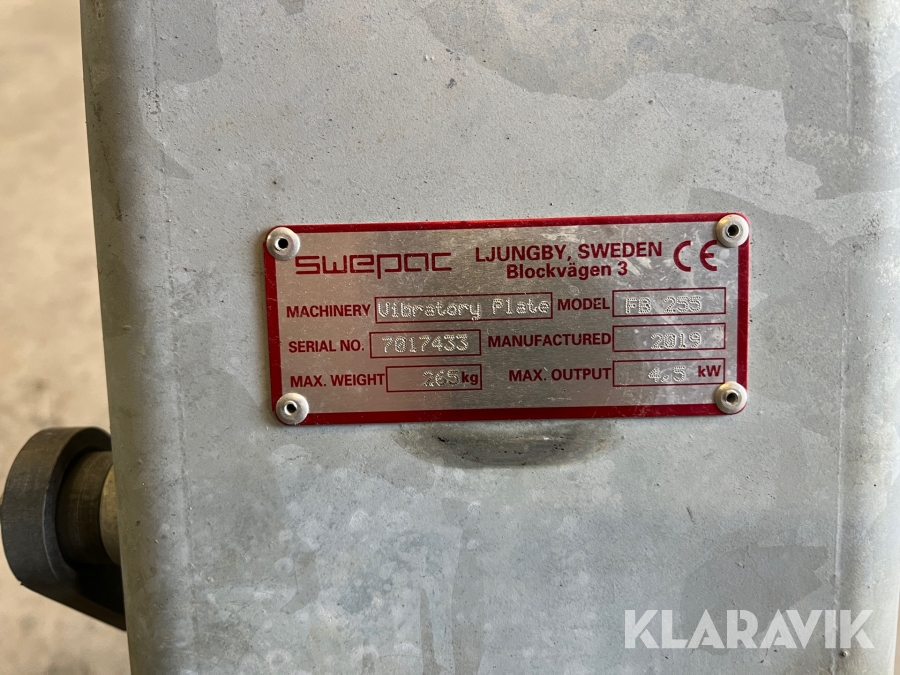 swepac LJUNGBY, SWEDEN CE
Blockvägen 3
MACHINERY Vibratory Plate MODEL FB 255
SERIAL NO. 7017433 MANUFACTURED 2019
MAX. WEIGHT 265 kg MAX. OUTPUT 4.5 kW
KLARAVIK